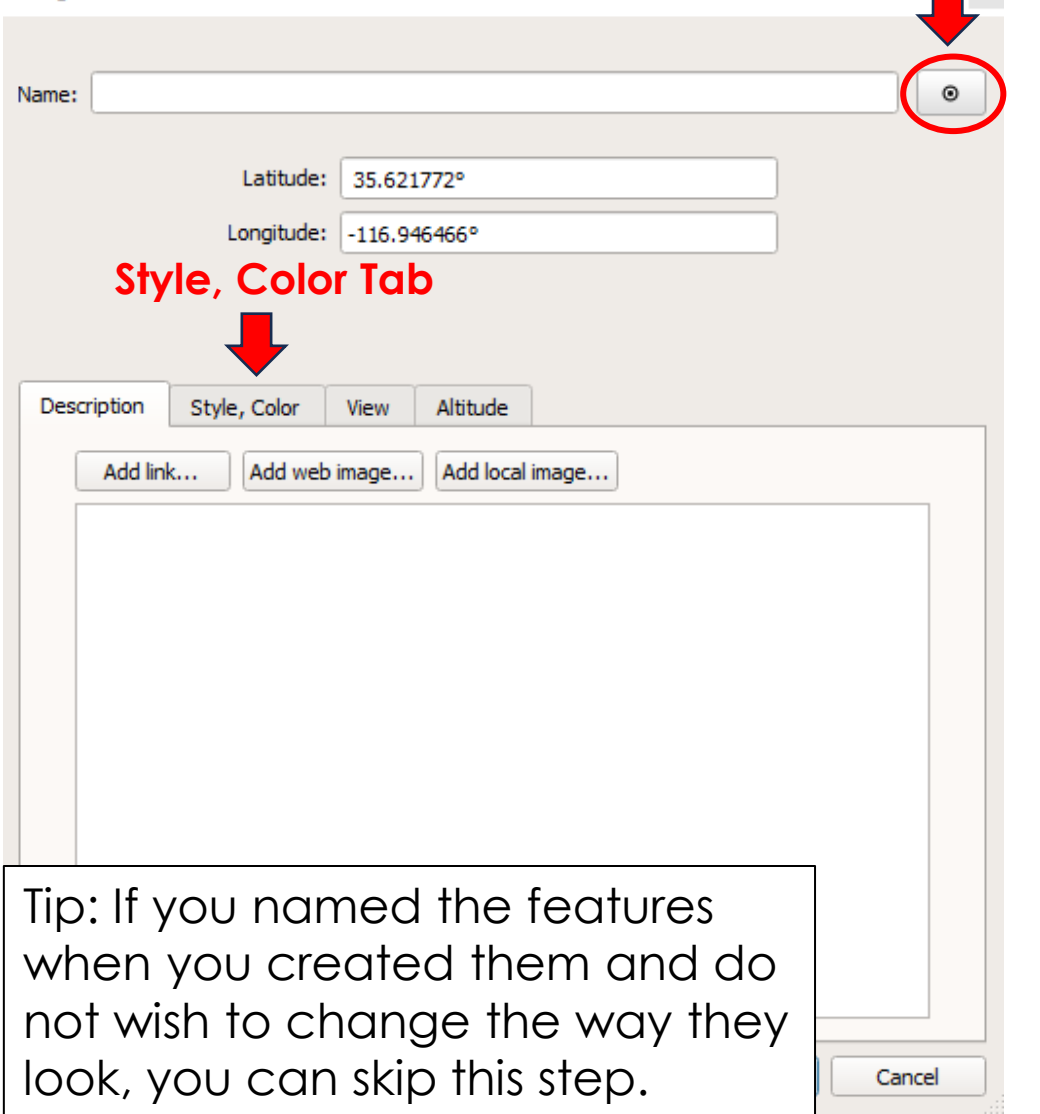 Name:
Latitude: 35.621772°
Longitude: -116.946466°
Style, Color Tab
Description Style, Color View Altitude
Add link... Add web image... Add local image...
Tip: If you named the features
when you created them and do
not wish to change the way they
look, you can skip this step.
Cancel